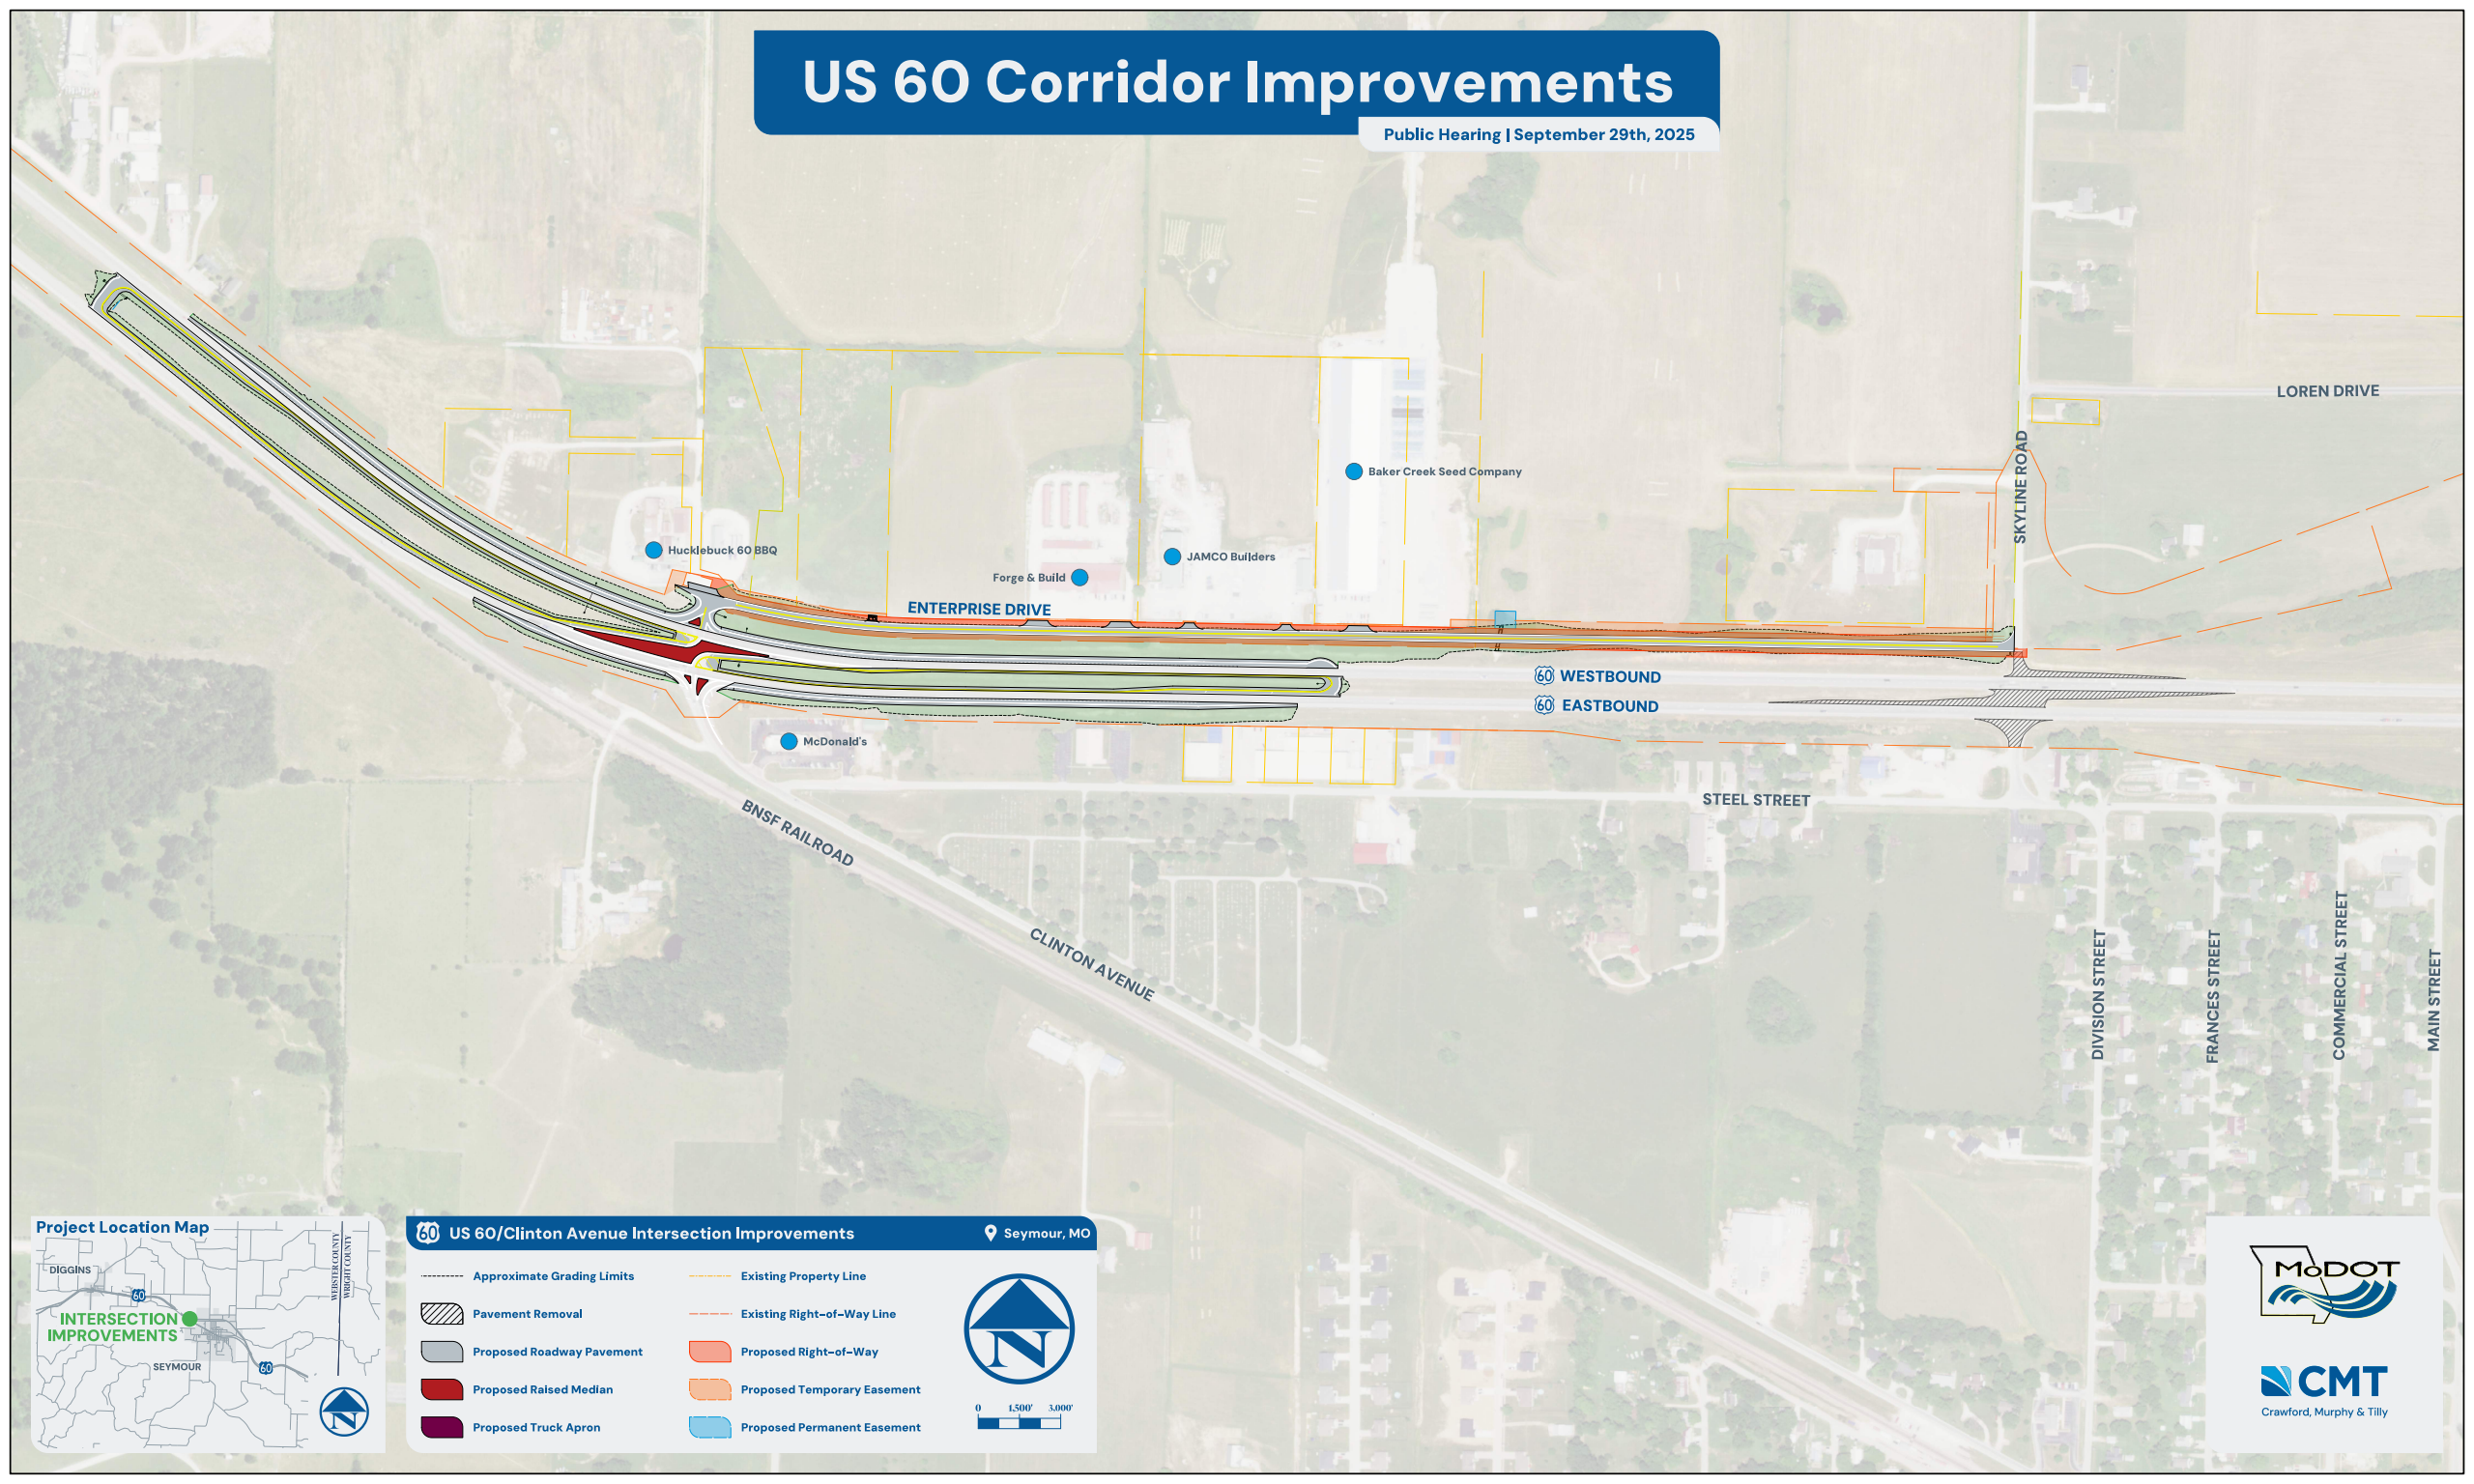 US 60 Corridor Improvements
Public Hearing | September 29th, 2025
LOREN DRIVE
SKYLINE ROAD
Baker Creek Seed Company
Hucklebuck 60 BBQ
JAMCO Builders
Forge & Build
ENTERPRISE DRIVE
60 WESTBOUND
60 EASTBOUND
McDonald's
STEEL STREET
BNSF RAILROAD
CLINTON AVENUE
DIVISION STREET
FRANCES STREET
COMMERCIAL STREET
MAIN STREET
Project Location Map
DIGGINS
60
INTERSECTION
IMPROVEMENTS
SEYMOUR
60
WEBSTER COUNTY
WRIGHT COUNTY
N
60 US 60/Clinton Avenue Intersection Improvements
Seymour, MO
Approximate Grading Limits
Pavement Removal
Proposed Roadway Pavement
Proposed Raised Median
Proposed Truck Apron
Existing Property Line
Existing Right-of-Way Line
Proposed Right-of-Way
Proposed Temporary Easement
Proposed Permanent Easement
N
0 1,500' 3,000'
MoDOT
CMT
Crawford, Murphy & Tilly